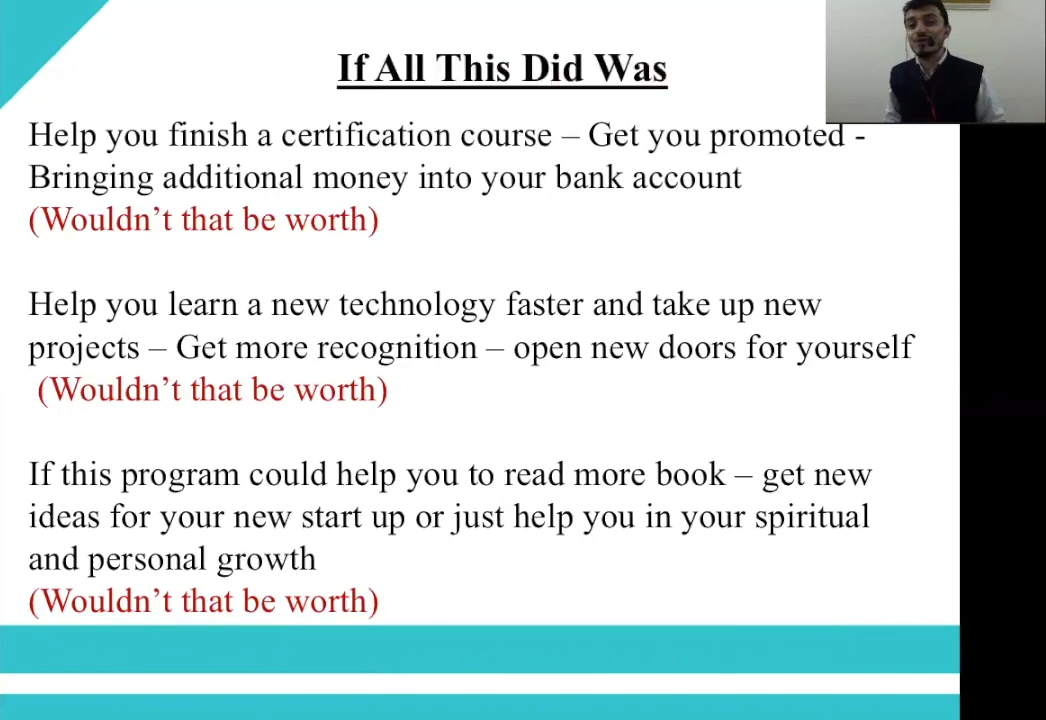 If All This Did Was
Help you finish a certification course – Get you promoted -
Bringing additional money into your bank account
(Wouldn’t that be worth)
Help you learn a new technology faster and take up new
projects – Get more recognition – open new doors for yourself
(Wouldn’t that be worth)
If this program could help you to read more book – get new
ideas for your new start up or just help you in your spiritual
and personal growth
(Wouldn’t that be worth)